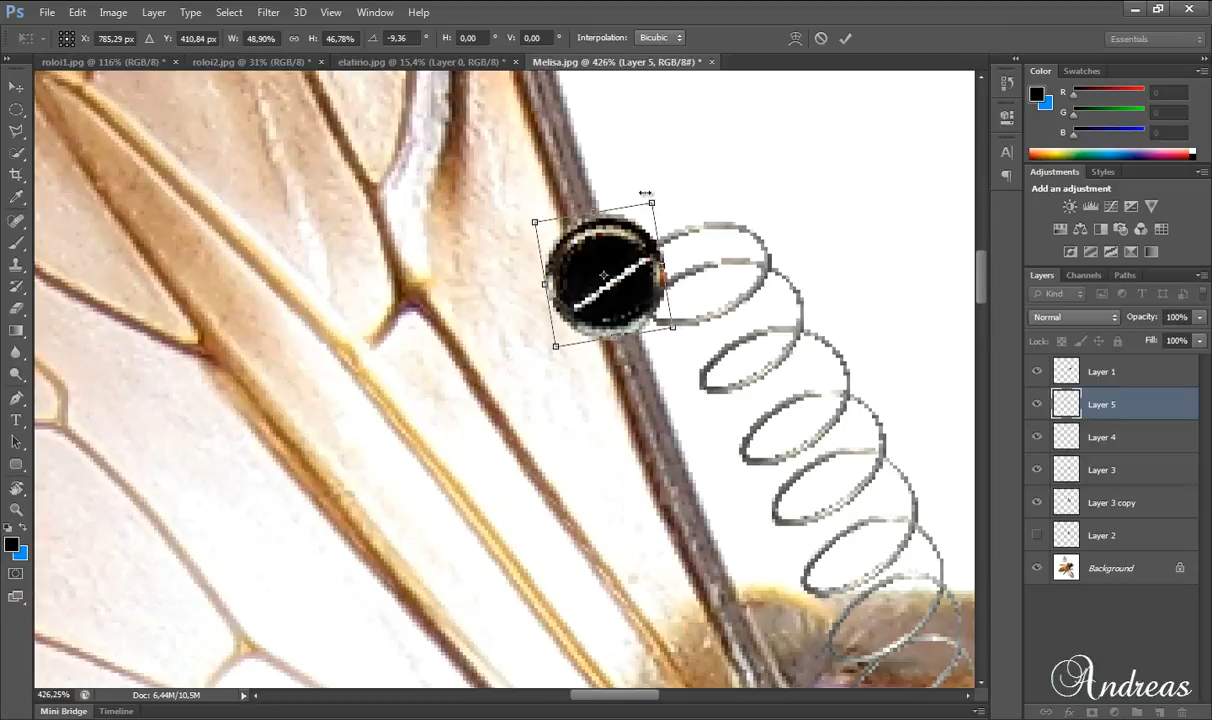 Ps File Edit Image Layer Type Select Filter 3D View Window Help
X: 785,29 px Y: 410,84 px W: 48,90% H: 46,78% -9,36 ° H: 0,00 ° V: 0,00 ° Interpolation: Bicubic Essentials
roloi1.jpg @ 116% (RGB/8) * × roloi2.jpg @ 31% (RGB/8) * × elatirio.jpg @ 15,4% (Layer 0, RGB/8) * × Melisa.jpg @ 426% (Layer 5, RGB/8#) * ×
Color Swatches
R 0
G 0
B 0
Adjustments Styles
Add an adjustment
Layers Channels Paths
Kind
Normal Opacity: 100%
Lock: Fill: 100%
Layer 1
Layer 5
Layer 4
Layer 3
Layer 3 copy
Layer 2
Background
Andreas
426,25% Doc: 6,44M/10,5M
Mini Bridge Timeline